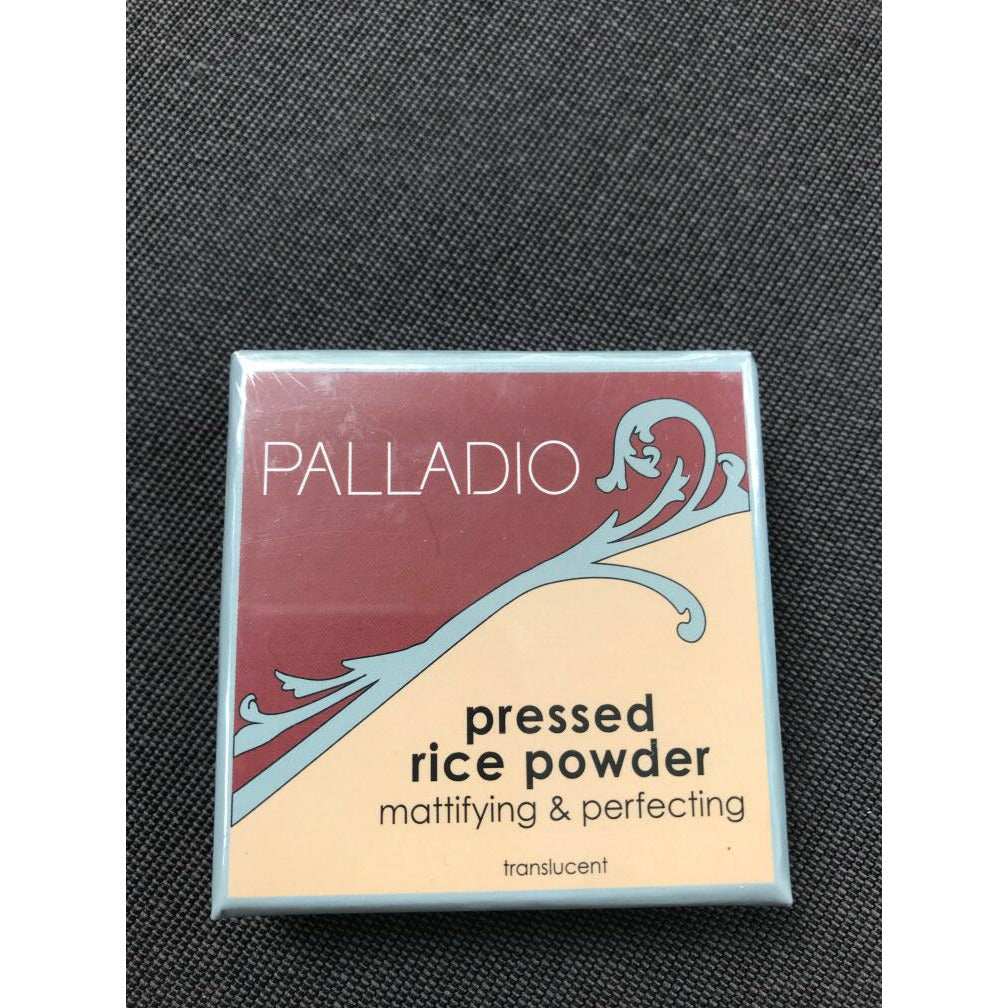 PALLADIO
pressed
rice powder
mattifying & perfecting
translucent